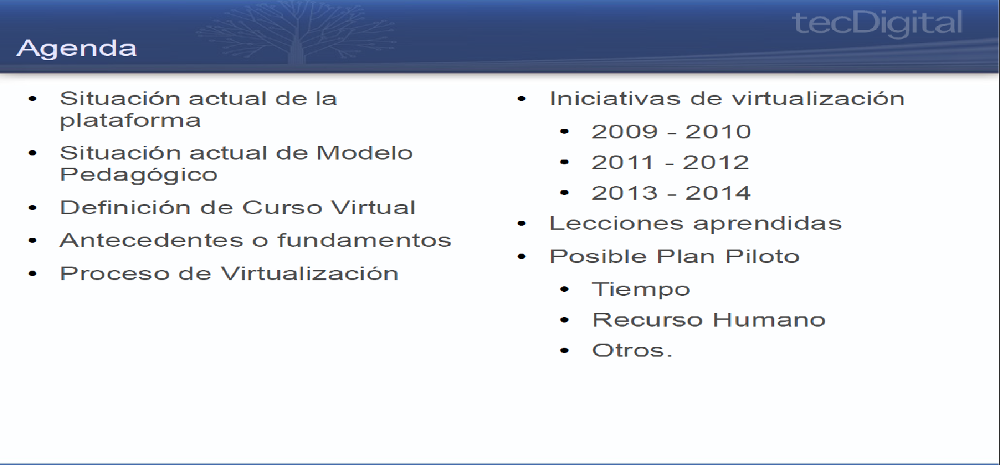 tecDigital
Agenda
• Situación actual de la
plataforma
• Situación actual de Modelo
Pedagógico
• Definición de Curso Virtual
• Antecedentes o fundamentos
• Proceso de Virtualización
• Iniciativas de virtualización
• 2009 - 2010
• 2011 - 2012
• 2013 - 2014
• Lecciones aprendidas
• Posible Plan Piloto
• Tiempo
• Recurso Humano
• Otros.